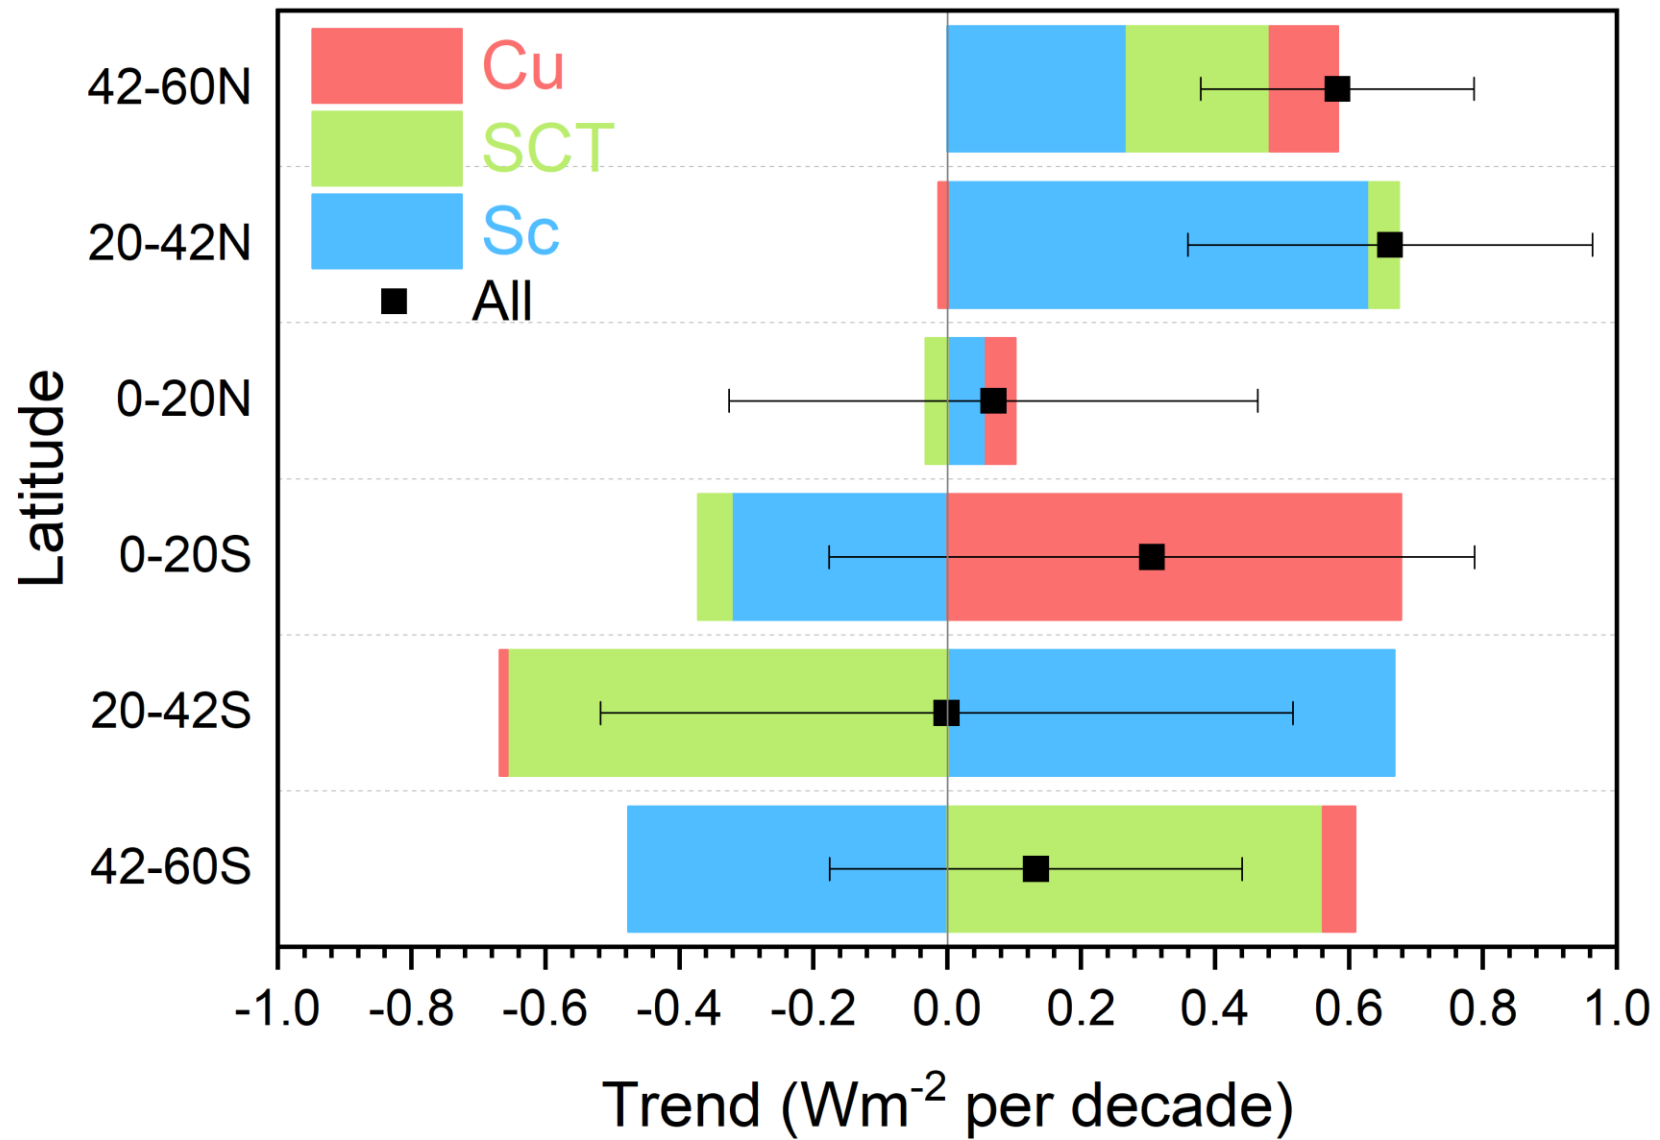 Cu
SCT
Sc
All
42-60N
20-42N
0-20N
0-20S
20-42S
42-60S
Latitude
-1.0 -0.8 -0.6 -0.4 -0.2 0.0 0.2 0.4 0.6 0.8 1.0
Trend (Wm⁻² per decade)